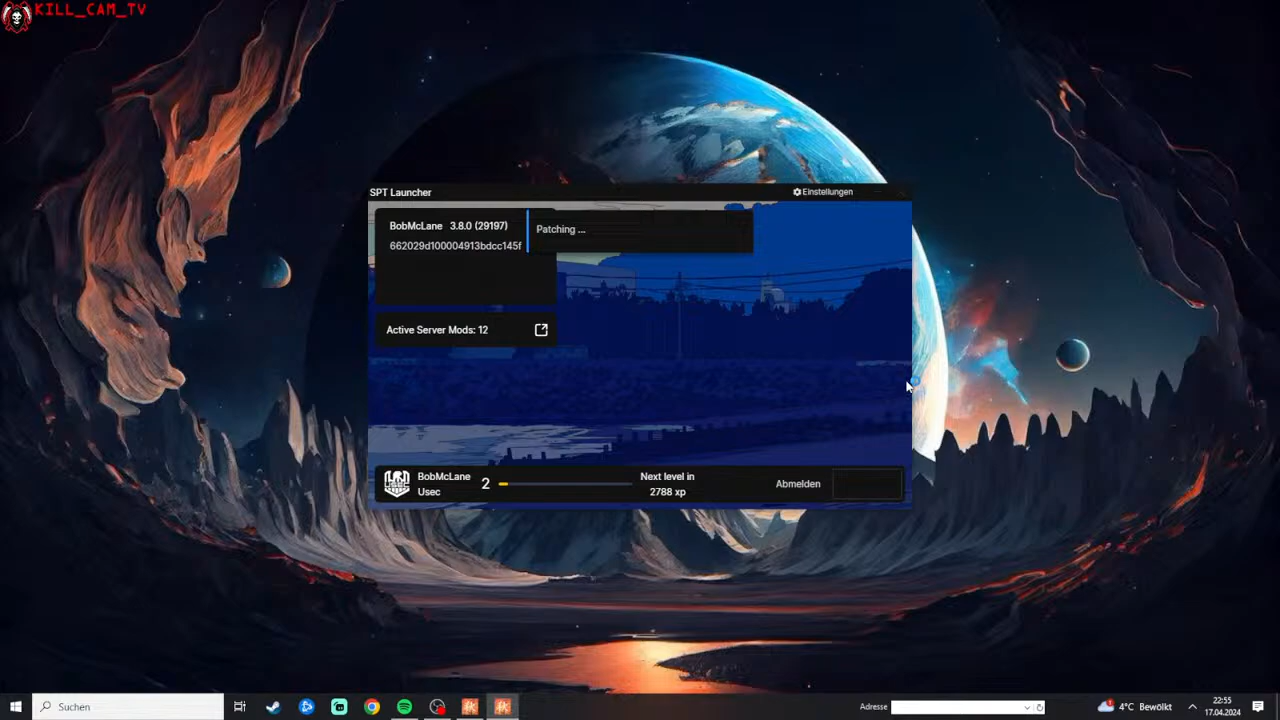 KILL_CAM_TV
SPT Launcher
Einstellungen
BobMcLane 3.8.0 (29197)
662029d100004913bdcc145f
Patching ...
Active Server Mods: 12
BobMcLane
Usec
2
Next level in
2788 xp
Abmelden
USEC
Suchen
Adresse
4°C Bewölkt
22:55
17.04.2024